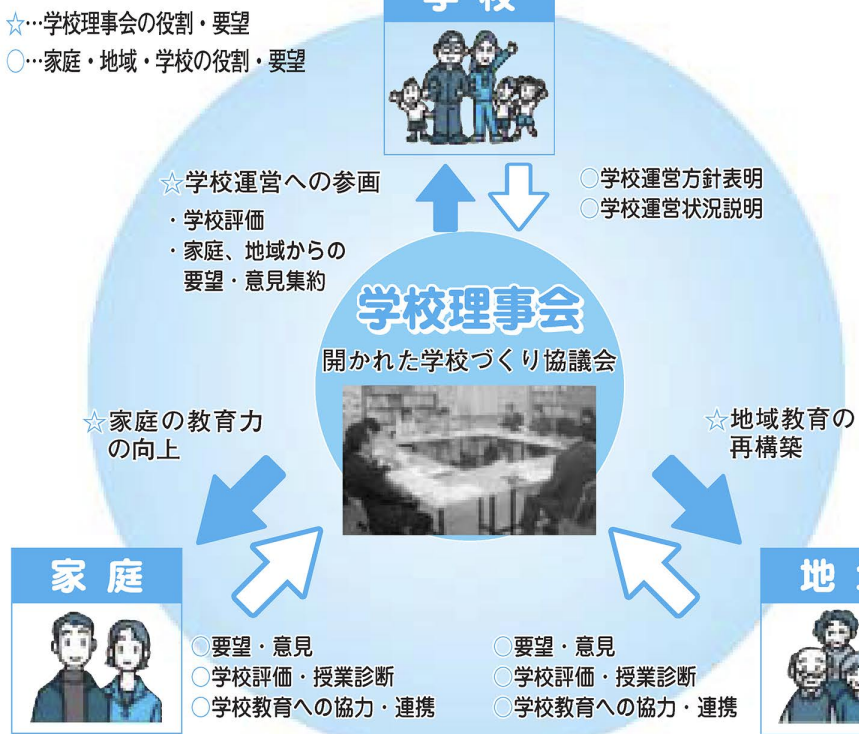 ☆…学校理事会の役割・要望
○…家庭・地域・学校の役割・要望
学校
☆学校運営への参画
・学校評価
・家庭、地域からの
要望・意見集約
○学校運営方針表明
○学校運営状況説明
学校理事会
開かれた学校づくり協議会
☆家庭の教育力
の向上
☆地域教育の
再構築
家庭
○要望・意見
○学校評価・授業診断
○学校教育への協力・連携
○要望・意見
○学校評価・授業診断
○学校教育への協力・連携
地